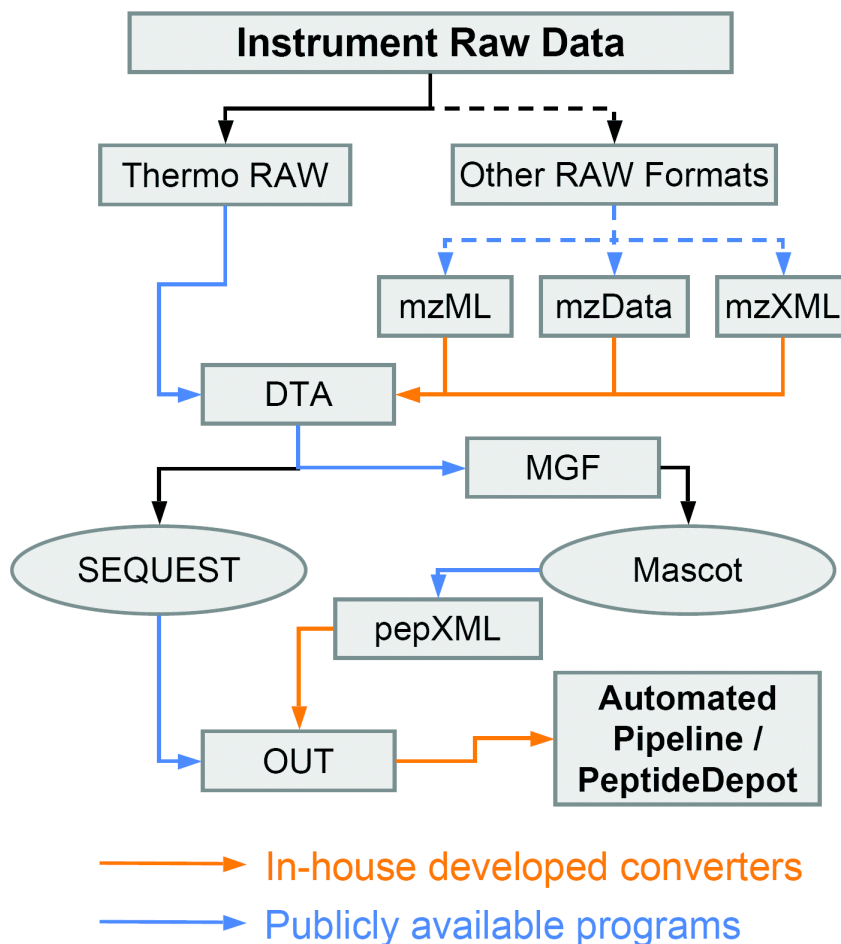 Instrument Raw Data
Thermo RAW
Other RAW Formats
mzML
mzData
mzXML
DTA
MGF
SEQUEST
Mascot
pepXML
OUT
Automated
Pipeline /
PeptideDepot
In-house developed converters
Publicly available programs